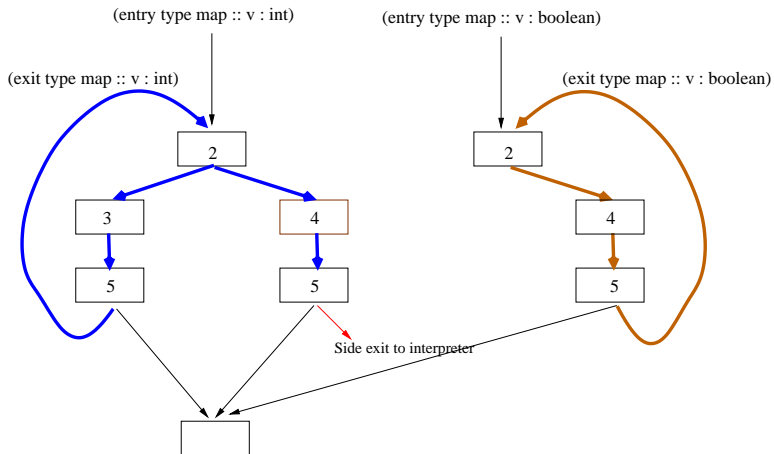 (entry type map :: v : int)
(entry type map :: v : boolean)
(exit type map :: v : int)
(exit type map :: v : boolean)
2
2
3
4
4
5
5
5
Side exit to interpreter